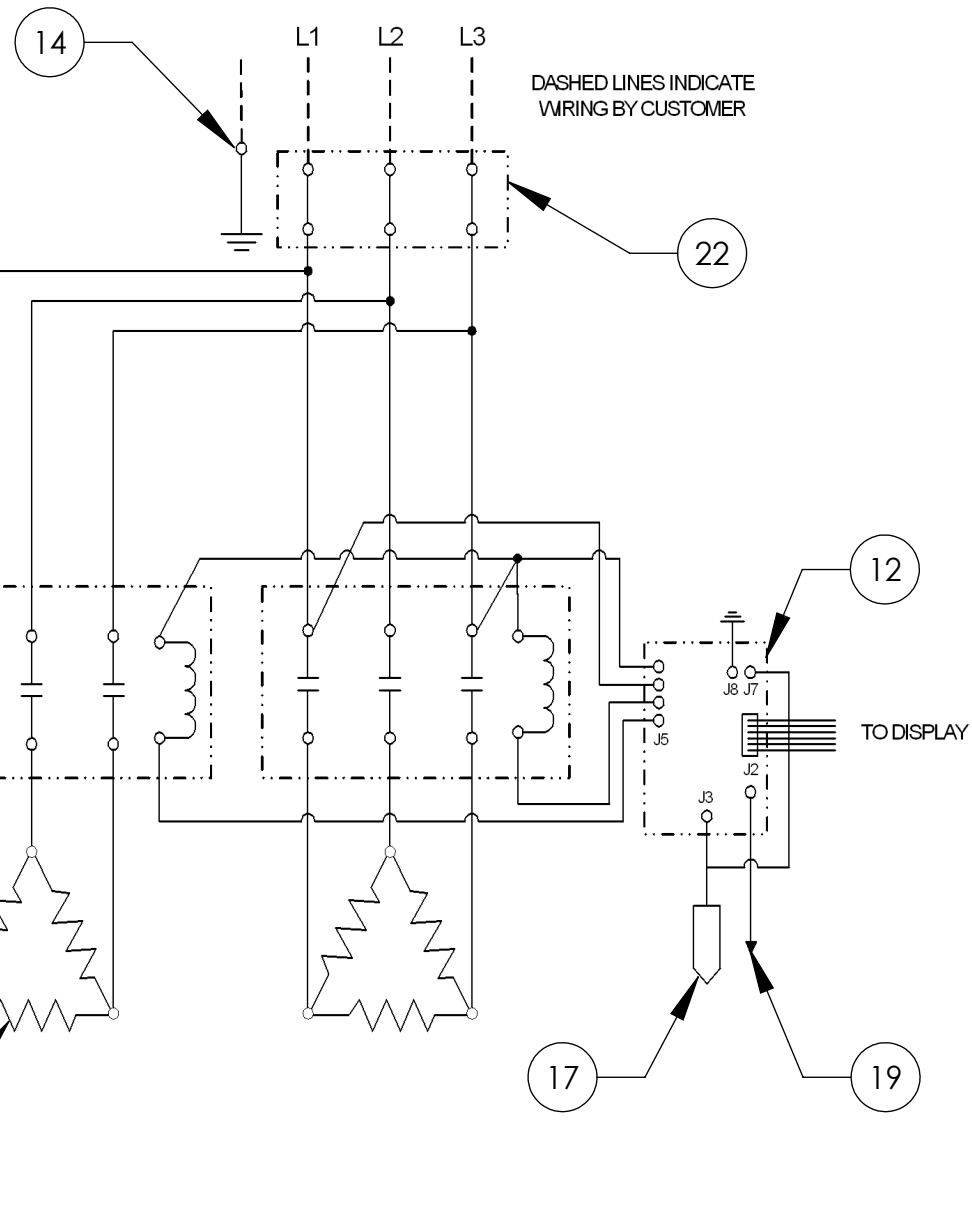 14
L1 L2 L3
DASHED LINES INDICATE
WIRING BY CUSTOMER
22
12
J8 J7
J5
TO DISPLAY
J2
J3
17
19